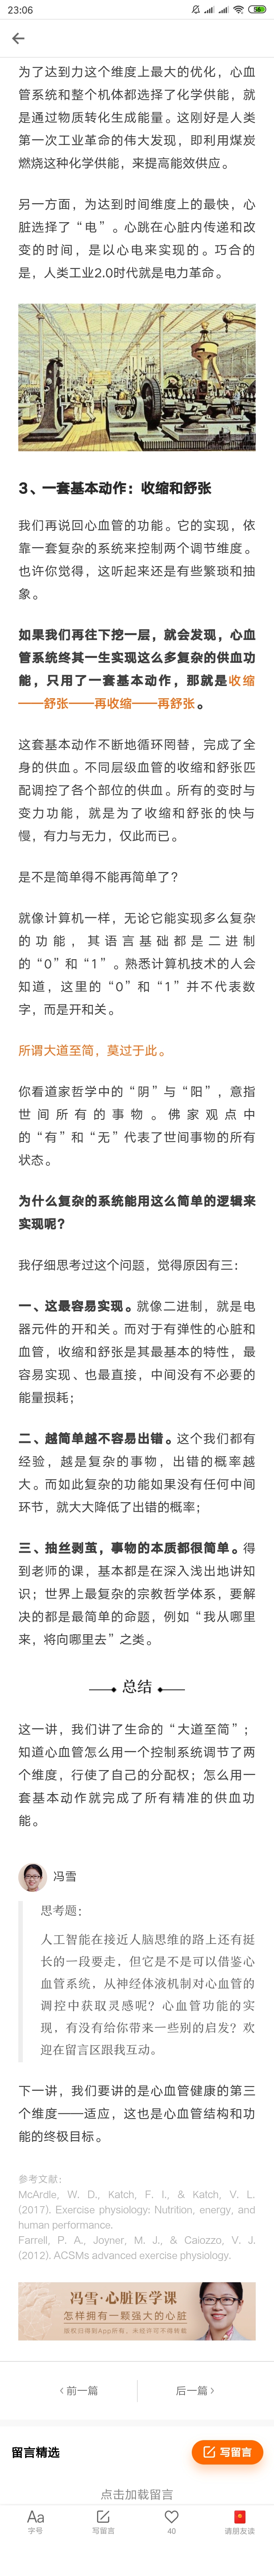 23:06
56
为了达到力这个维度上最大的优化，心血
管系统和整个机体都选择了化学供能，就
是通过物质转化生成能量。这刚好是人类
第一次工业革命的伟大发现，即利用煤炭
燃烧这种化学供能，来提高能效供应。
另一方面，为达到时间维度上的最快，心
脏选择了“电”。心跳在心脏内传递和改
变的时间，是以心电来实现的。巧合的
是，人类工业2.0时代就是电力革命。
3、一套基本动作：收缩和舒张
我们再说回心血管的功能。它的实现，依
靠一套复杂的系统来控制两个调节维度。
也许你觉得，这听起来还是有些繁琐和抽
象。
如果我们再往下挖一层，就会发现，心血
管系统终其一生实现这么多复杂的供血功
能，只用了一套基本动作，那就是收缩
——舒张——再收缩——再舒张。
这套基本动作不断地循环罔替，完成了全
身的供血。不同层级血管的收缩和舒张匹
配调控了各个部位的供血。所有的变时与
变力功能，就是为了收缩和舒张的快与
慢，有力与无力，仅此而已。
是不是简单得不能再简单了？
就像计算机一样，无论它能实现多么复杂
的功能，其语言基础都是二进制
的“0”和“1”。熟悉计算机技术的人会
知道，这里的“0”和“1”并不代表数
字，而是开和关。
所谓大道至简，莫过于此。
你看道家哲学中的“阴”与“阳”，意指
世间所有的事物。佛家观点中
的“有”和“无”代表了世间事物的所有
状态。
为什么复杂的系统能用这么简单的逻辑来
实现呢？
我仔细思考过这个问题，觉得原因有三：
一、这最容易实现。就像二进制，就是电
器元件的开和关。而对于有弹性的心脏和
血管，收缩和舒张是其最基本的特性，最
容易实现、也最直接，中间没有不必要的
能量损耗；
二、越简单越不容易出错。这个我们都有
经验，越是复杂的事物，出错的概率越
大。而如此复杂的功能如果没有任何中间
环节，就大大降低了出错的概率；
三、抽丝剥茧，事物的本质都很简单。得
到老师的课，基本都是在深入浅出地讲知
识；世界上最复杂的宗教哲学体系，要解
决的都是最简单的命题，例如“我从哪里
来，将向哪里去”之类。
总结
这一讲，我们讲了生命的“大道至简”；
知道心血管怎么用一个控制系统调节了两
个维度，行使了自己的分配权；怎么用一
套基本动作就完成了所有精准的供血功
能。
冯雪
思考题：
人工智能在接近人脑思维的路上还有挺
长的一段要走，但它是不是可以借鉴心
血管系统，从神经体液机制对心血管的
调控中获取灵感呢？心血管功能的实
现，有没有给你带来一些别的启发？欢
迎在留言区跟我互动。
下一讲，我们要讲的是心血管健康的第三
个维度——适应，这也是心血管结构和功
能的终极目标。
参考文献：
McArdle, W. D., Katch, F. I., & Katch, V. L.
(2017). Exercise physiology: Nutrition, energy, and
human performance.
Farrell, P. A., Joyner, M. J., & Caiozzo, V. J.
(2012). ACSMs advanced exercise physiology.
冯雪·心脏医学课
怎样拥有一颗强大的心脏
版权归得到App所有，未经许可不得转载
‹ 前一篇
后一篇 ›
留言精选
写留言
点击加载留言
Aa
字号
写留言
40
请朋友读